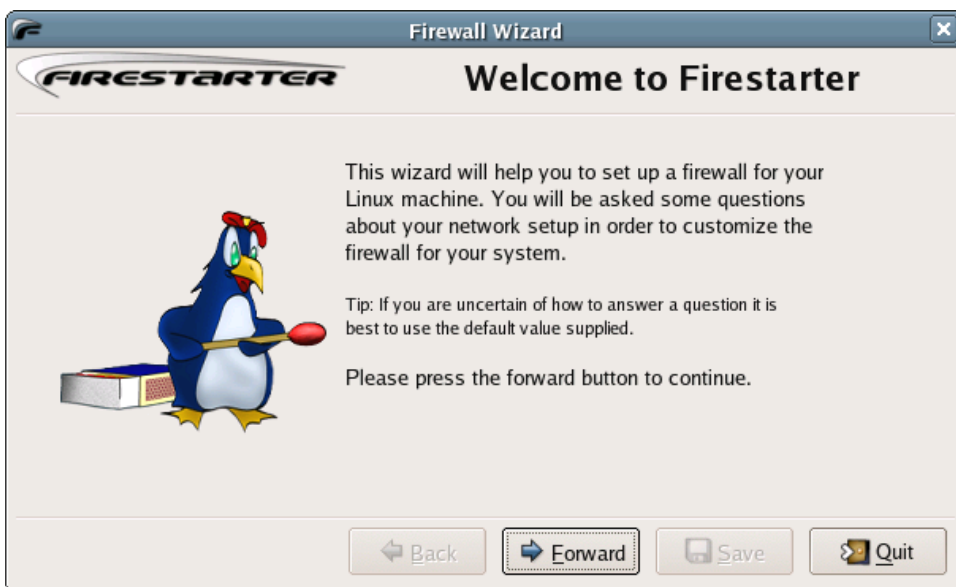 Firewall Wizard
FIRESTARTER
Welcome to Firestarter
This wizard will help you to set up a firewall for your
Linux machine. You will be asked some questions
about your network setup in order to customize the
firewall for your system.
Tip: If you are uncertain of how to answer a question it is
best to use the default value supplied.
Please press the forward button to continue.
Back
Forward
Save
Quit